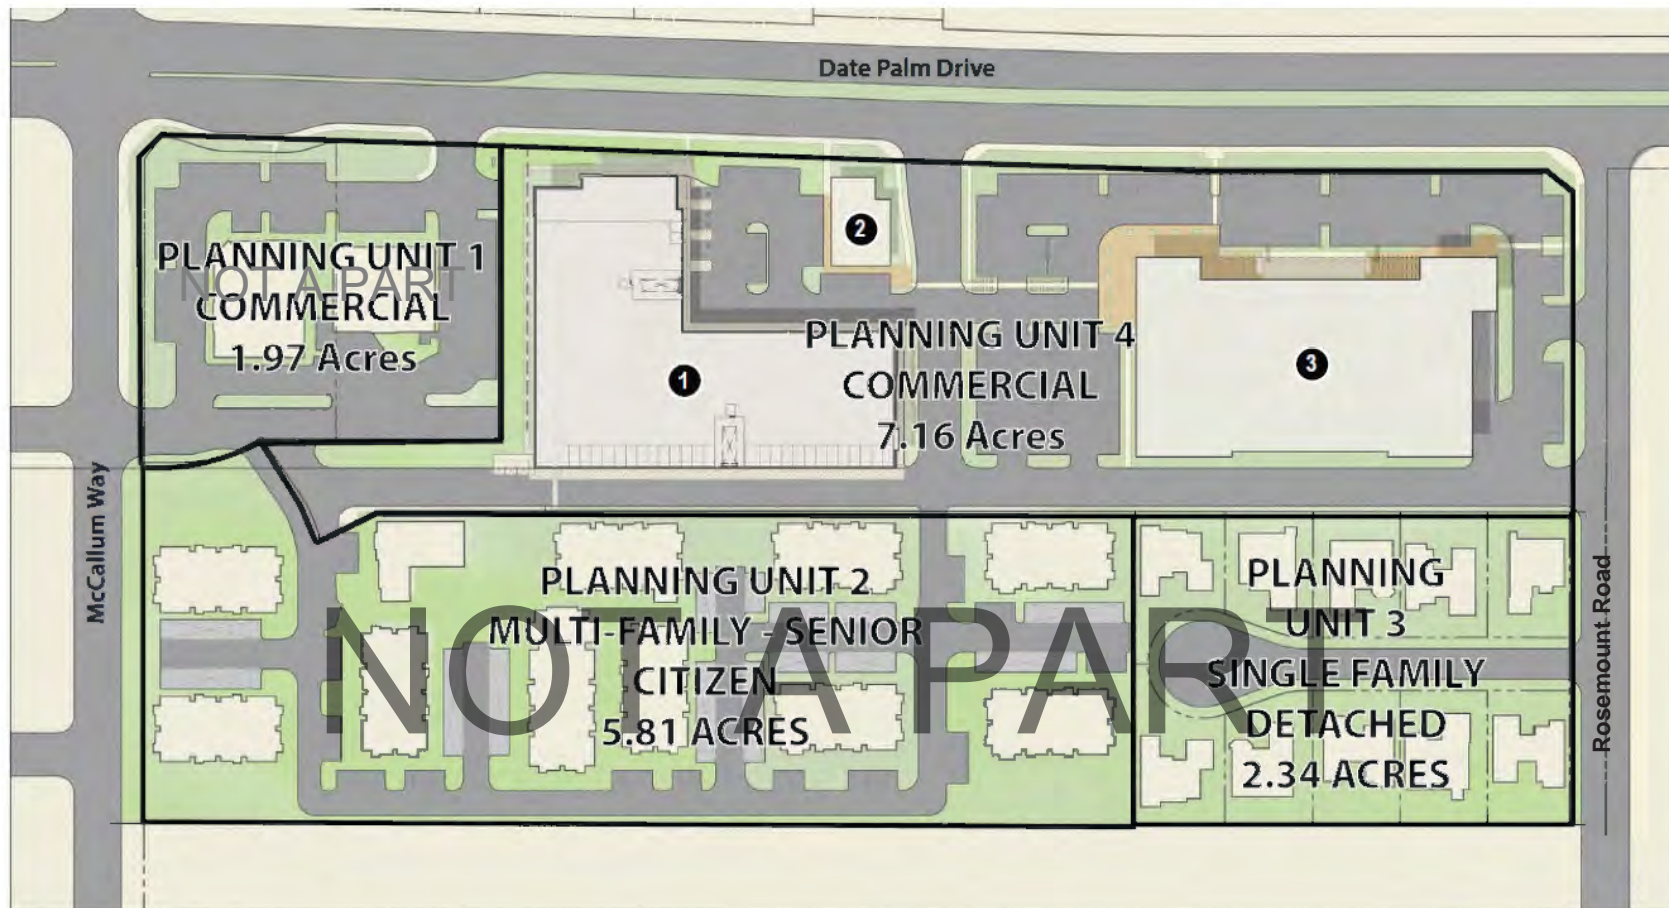 Date Palm Drive
PLANNING UNIT 1
NOT A PART
COMMERCIAL
1.97 Acres
2
PLANNING UNIT 4
COMMERCIAL
7.16 Acres
1
3
McCallum Way
PLANNING UNIT 2
MULTI-FAMILY - SENIOR
CITIZEN
5.81 ACRES
NOT A PART
PLANNING
UNIT 3
SINGLE FAMILY
DETACHED
2.34 ACRES
Rosemount Road